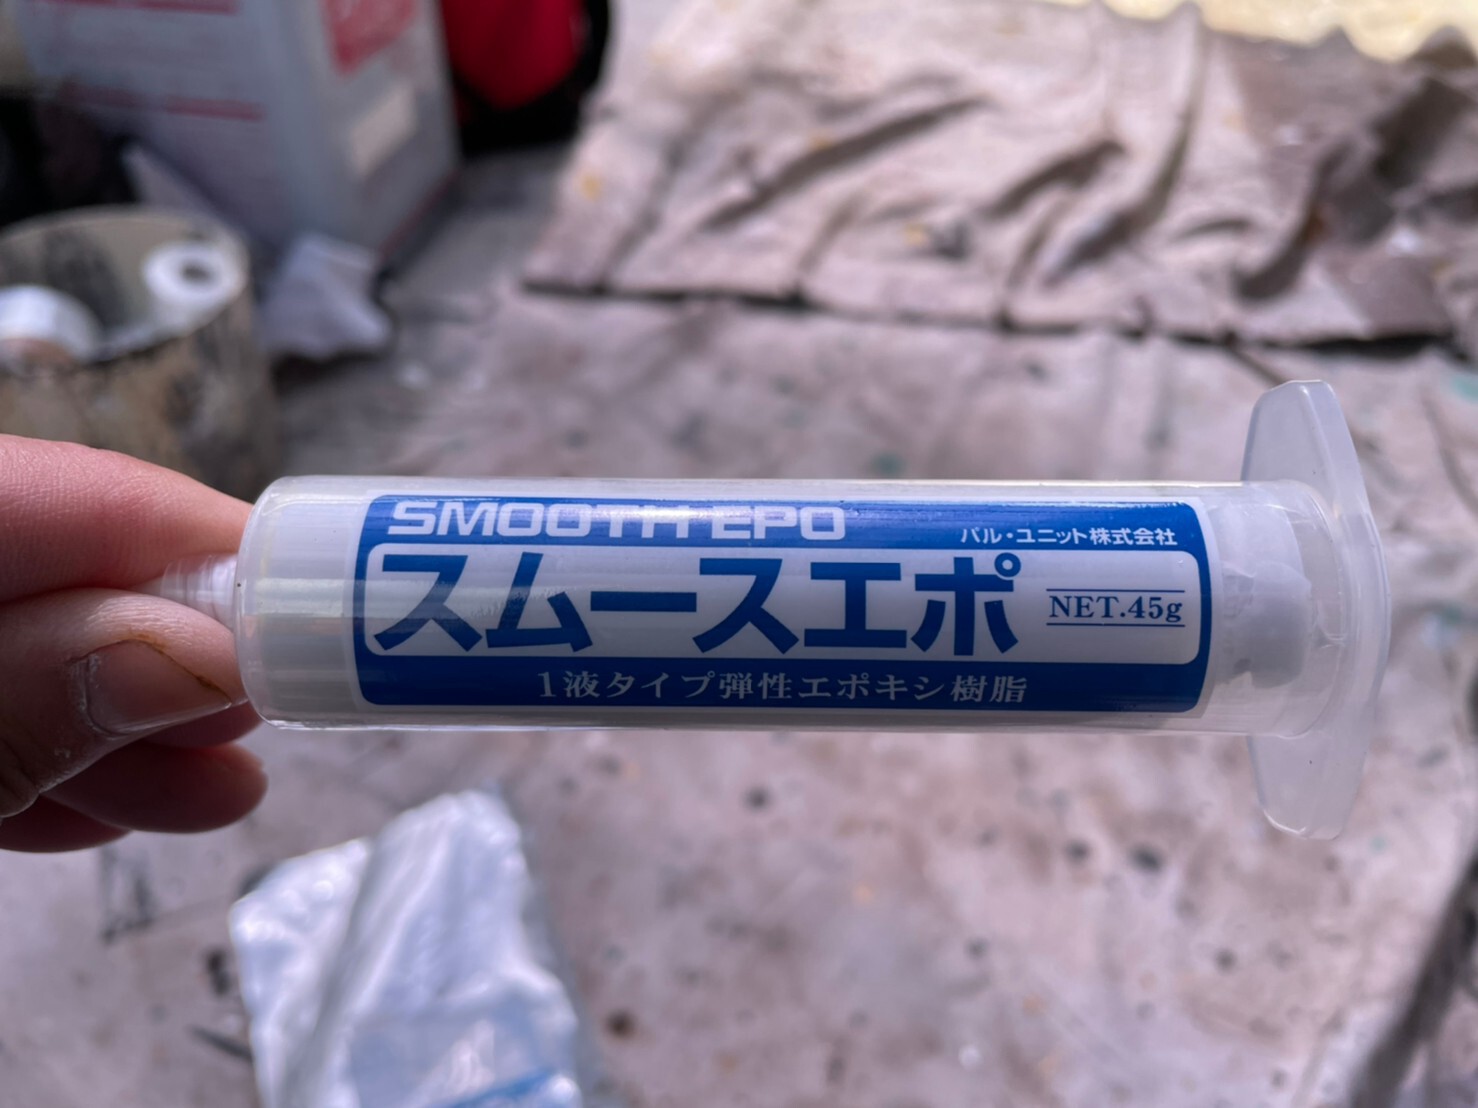 SMOOTH EPO
パル・ユニット株式会社
スムースエポ
NET.45g
1液タイプ弾性エポキシ樹脂